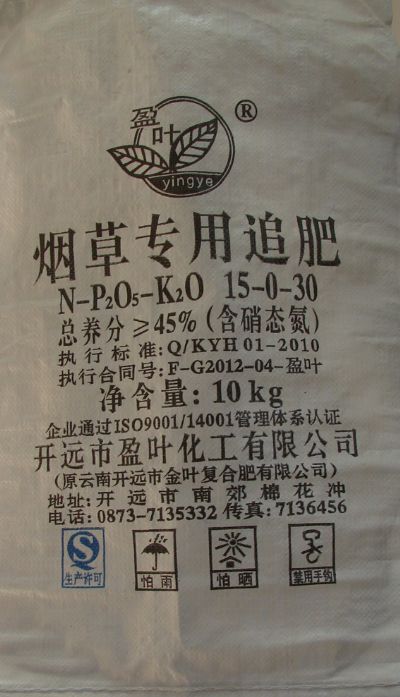 盈叶
®
yingye
烟草专用追肥
N-P₂O₅-K₂O 15-0-30
总养分≥45%(含硝态氮)
执行标准:Q/KYH 01-2010
执行合同号:F-G2012-04-盈叶
净含量:10kg
企业通过ISO9001/14001管理体系认证
开远市盈叶化工有限公司
(原云南开远市金叶复合肥有限公司)
地址:开远市南郊棉花冲
电话:0873-7135332 传真:7136456
生产许可 怕雨 怕晒 禁用手钩